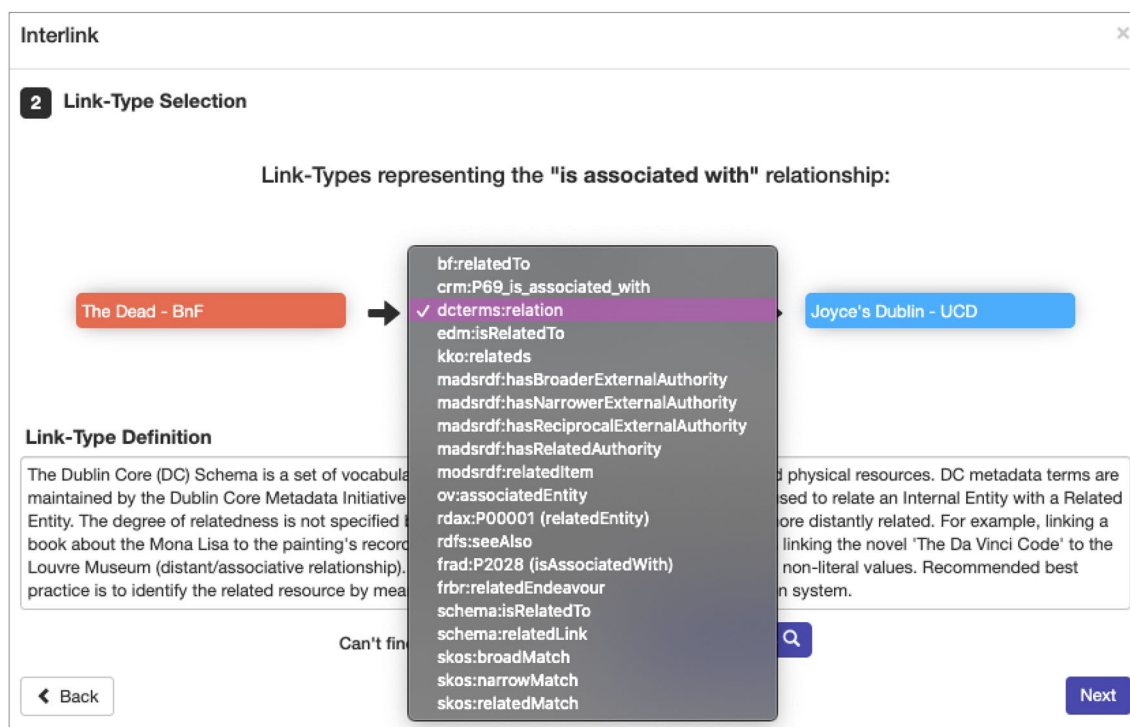 Interlink
×
2 Link-Type Selection
Link-Types representing the "is associated with" relationship:
The Dead - BnF
bf:relatedTo
crm:P69_is_associated_with
✓ dcterms:relation
edm:isRelatedTo
kko:relateds
madsrdf:hasBroaderExternalAuthority
madsrdf:hasNarrowerExternalAuthority
madsrdf:hasReciprocalExternalAuthority
madsrdf:hasRelatedAuthority
modsrdf:relatedItem
ov:associatedEntity
rdax:P00001 (relatedEntity)
rdfs:seeAlso
frad:P2028 (isAssociatedWith)
frbr:relatedEndeavour
schema:isRelatedTo
schema:relatedLink
skos:broadMatch
skos:narrowMatch
skos:relatedMatch
Joyce's Dublin - UCD
Link-Type Definition
The Dublin Core (DC) Schema is a set of physical resources. DC metadata terms are
maintained by the Dublin Core Metadata Initiative to relate an Internal Entity with a Related
Entity. The degree of relatedness is not specified distantly related. For example, linking a
book about the Mona Lisa to the painting's linking the novel 'The Da Vinci Code' to the
Louvre Museum (distant/associative relationship). non-literal values. Recommended best
practice is to identify the related resource by system.
Can't
Back
Next